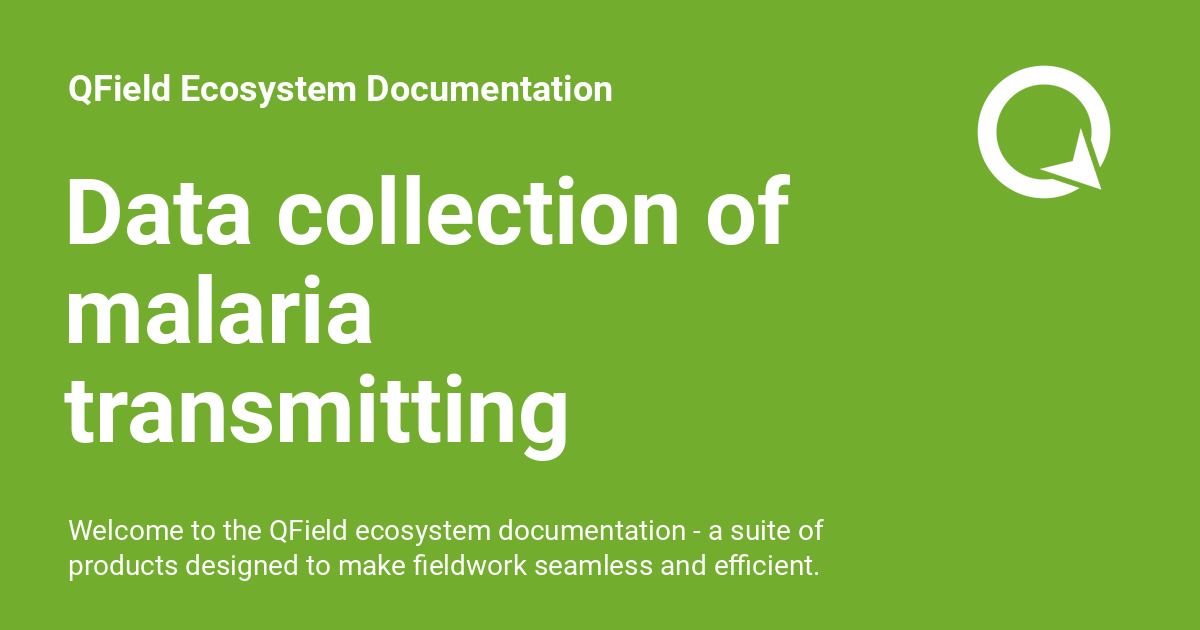 QField Ecosystem Documentation
Data collection of
malaria
transmitting
Welcome to the QField ecosystem documentation - a suite of
products designed to make fieldwork seamless and efficient.